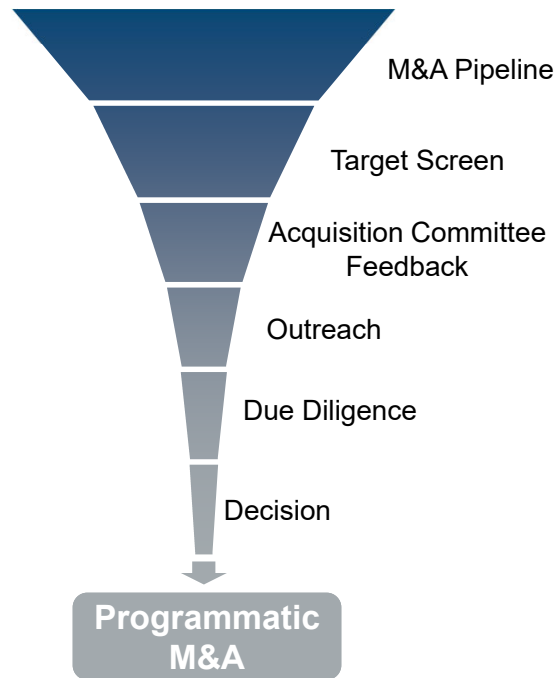 M&A Pipeline
Target Screen
Acquisition Committee
Feedback
Outreach
Due Diligence
Decision
Programmatic
M&A